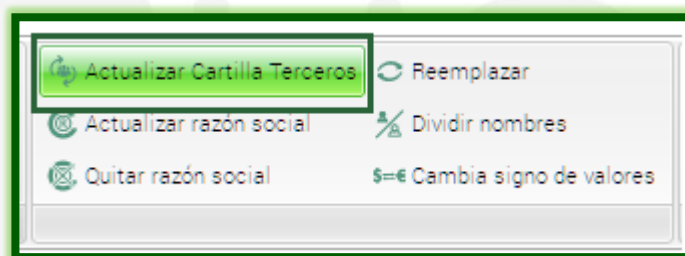 Actualizar Cartilla Terceros
Reemplazar
Actualizar razón social
Dividir nombres
Quitar razón social
$=€ Cambia signo de valores